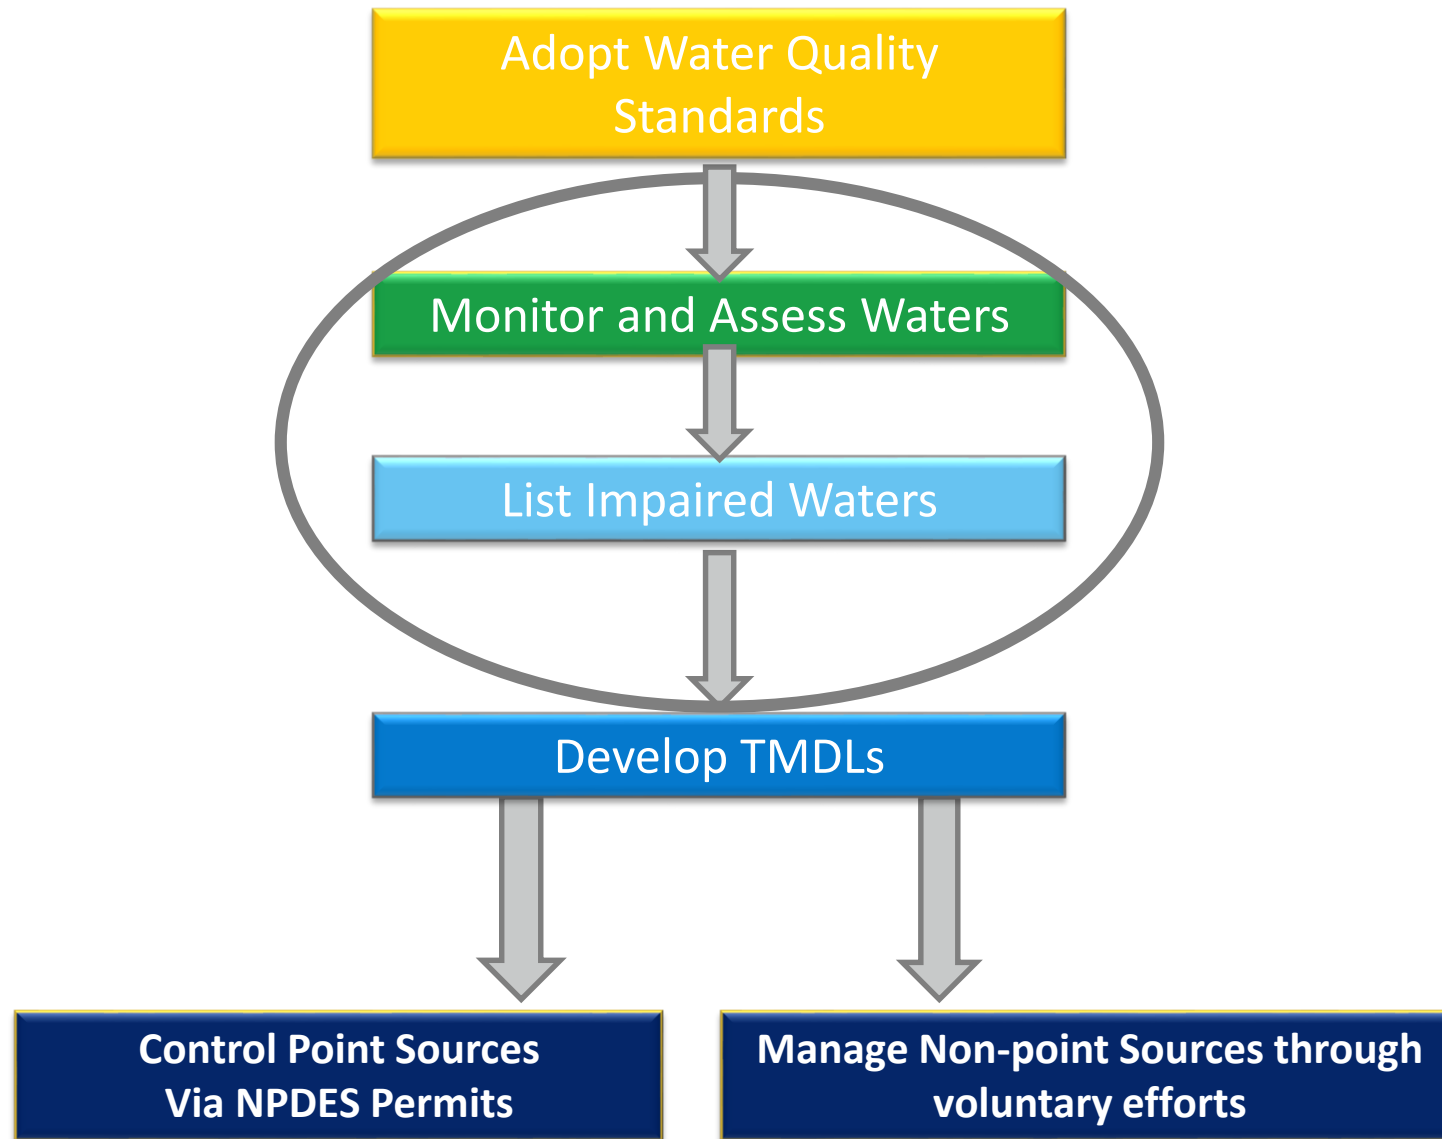 Adopt Water Quality
Standards
Monitor and Assess Waters
List Impaired Waters
Develop TMDLs
Control Point Sources
Via NPDES Permits
Manage Non-point Sources through
voluntary efforts